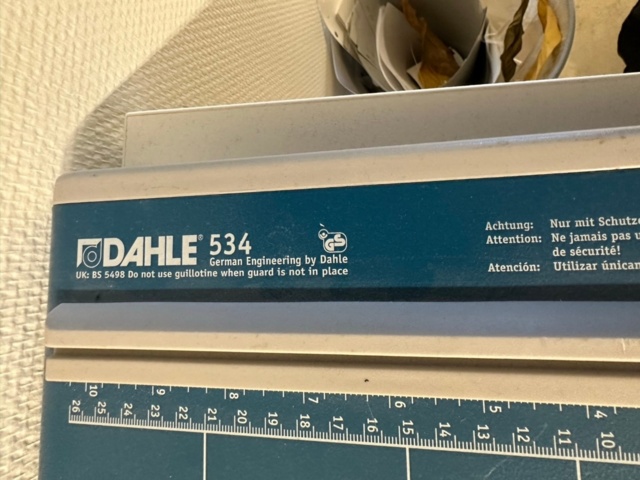 DAHLE® 534
German Engineering by Dahle
GS
UK: BS 5498 Do not use guillotine when guard is not in place
Achtung: Nur mit Schutz
Attention: Ne jamais pas
de sécurité!
Atención: Utilizar únican
10 9 8 7 6 5 4
26 25 24 23 22 21 20 19 18 17 16 15 14 13 12 11 10